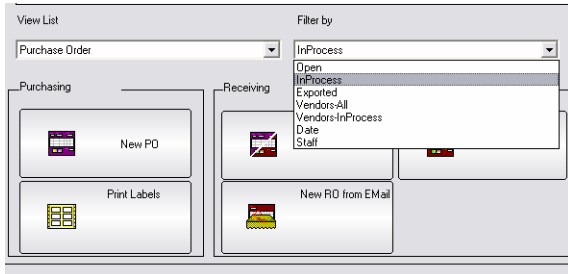 View List
Filter by
Purchase Order
InProcess
Open
InProcess
Exported
Vendors-All
Vendors-InProcess
Date
Staff
Purchasing
Receiving
New PO
Print Labels
New RO from EMail